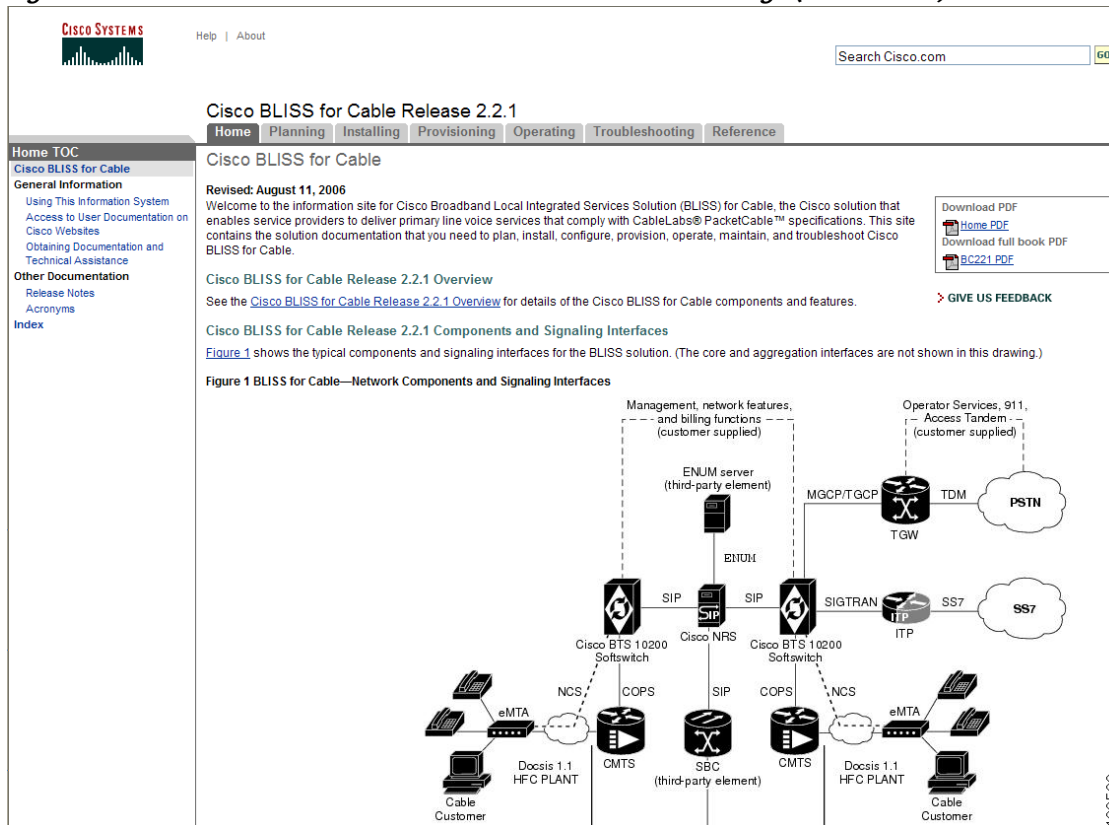 CISCO SYSTEMS
Help | About
Search Cisco.com
GO
Cisco BLISS for Cable Release 2.2.1
Home Planning Installing Provisioning Operating Troubleshooting Reference
Home TOC
Cisco BLISS for Cable
General Information
Using This Information System
Access to User Documentation on
Cisco Websites
Obtaining Documentation and
Technical Assistance
Other Documentation
Release Notes
Acronyms
Index
Cisco BLISS for Cable
Revised: August 11, 2006
Welcome to the information site for Cisco Broadband Local Integrated Services Solution (BLISS) for Cable, the Cisco solution that
enables service providers to deliver primary line voice services that comply with CableLabs® PacketCable™ specifications. This site
contains the solution documentation that you need to plan, install, configure, provision, operate, maintain, and troubleshoot Cisco
BLISS for Cable.
Download PDF
Home PDF
Download full book PDF
BC221 PDF
GIVE US FEEDBACK
Cisco BLISS for Cable Release 2.2.1 Overview
See the Cisco BLISS for Cable Release 2.2.1 Overview for details of the Cisco BLISS for Cable components and features.
Cisco BLISS for Cable Release 2.2.1 Components and Signaling Interfaces
Figure 1 shows the typical components and signaling interfaces for the BLISS solution. (The core and aggregation interfaces are not shown in this drawing.)
Figure 1 BLISS for Cable—Network Components and Signaling Interfaces
Management, network features,
and billing functions
(customer supplied)
Operator Services, 911,
Access Tandem
(customer supplied)
ENUM server
(third-party element)
MGCP/TGCP
TDM
PSTN
TGW
ENUM
SIP
SIP
SIP
SIGTRAN
ITP
SS7
SS7
ITP
Cisco NRS
Cisco BTS 10200
Softswitch
Cisco BTS 10200
Softswitch
NCS
COPS
SIP
COPS
NCS
eMTA
eMTA
Docsis 1.1
HFC PLANT
CMTS
SBC
(third-party element)
CMTS
Docsis 1.1
HFC PLANT
Cable
Customer
Cable
Customer